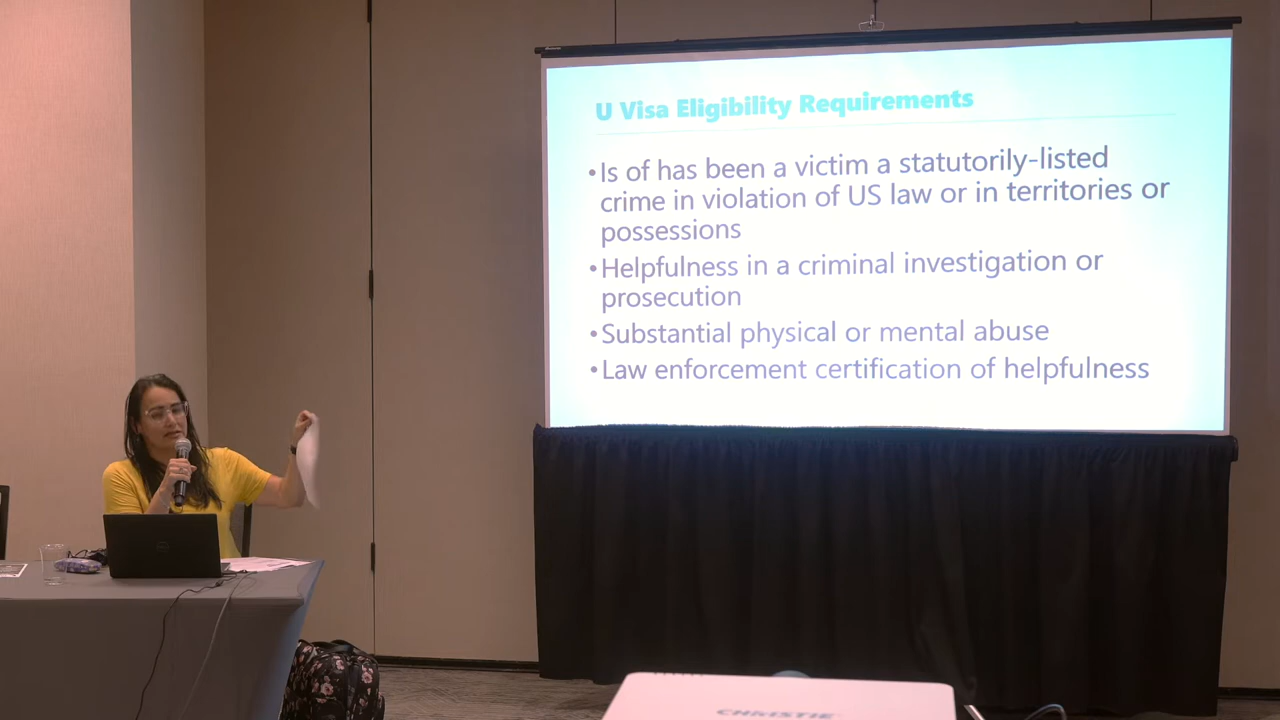 U Visa Eligibility Requirements
•Is of has been a victim a statutorily-listed
crime in violation of US law or in territories or
possessions
•Helpfulness in a criminal investigation or
prosecution
•Substantial physical or mental abuse
•Law enforcement certification of helpfulness
CHRISTIE